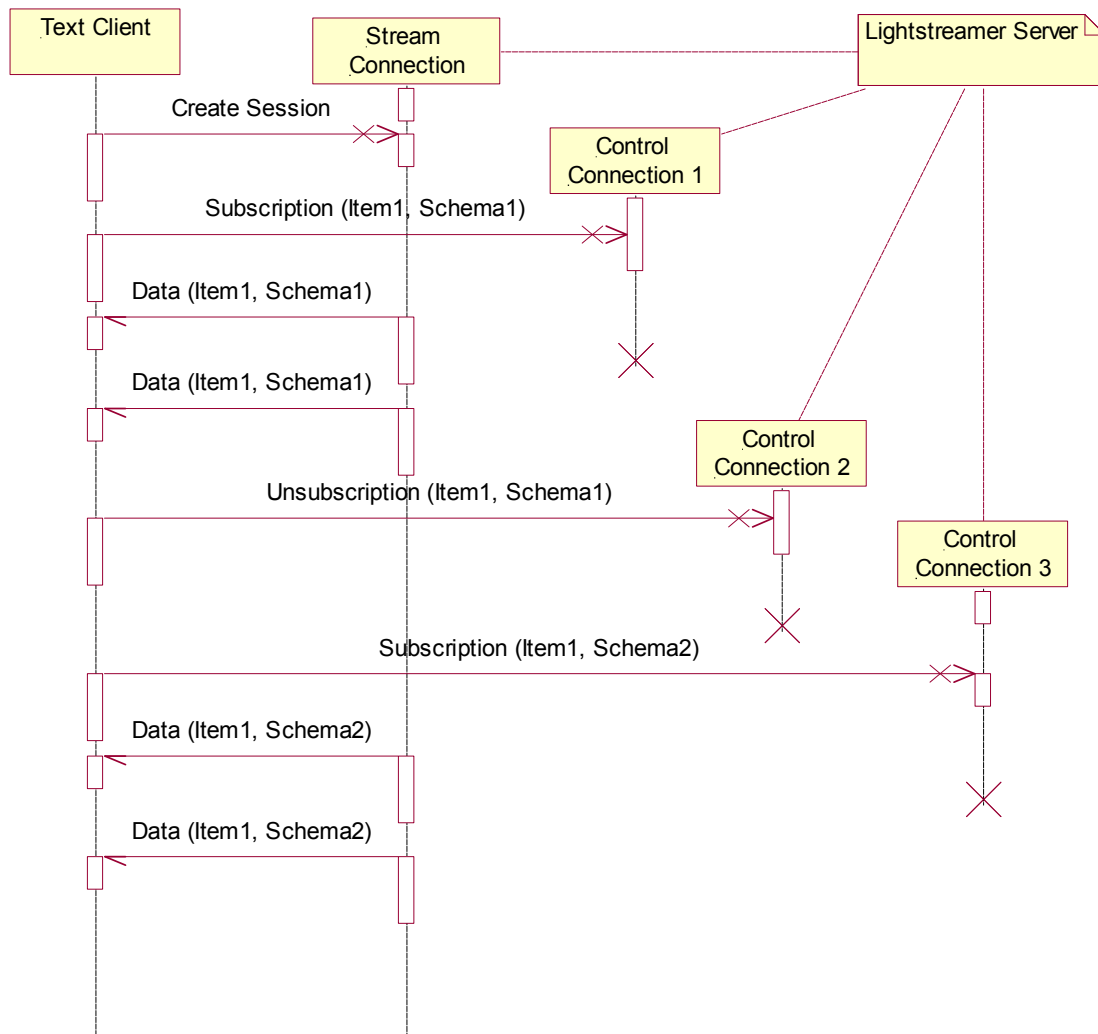 Text Client
Stream
Connection
Lightstreamer Server
Create Session
Control
Connection 1
Subscription (Item1, Schema1)
Data (Item1, Schema1)
Data (Item1, Schema1)
Control
Connection 2
Unsubscription (Item1, Schema1)
Control
Connection 3
Subscription (Item1, Schema2)
Data (Item1, Schema2)
Data (Item1, Schema2)